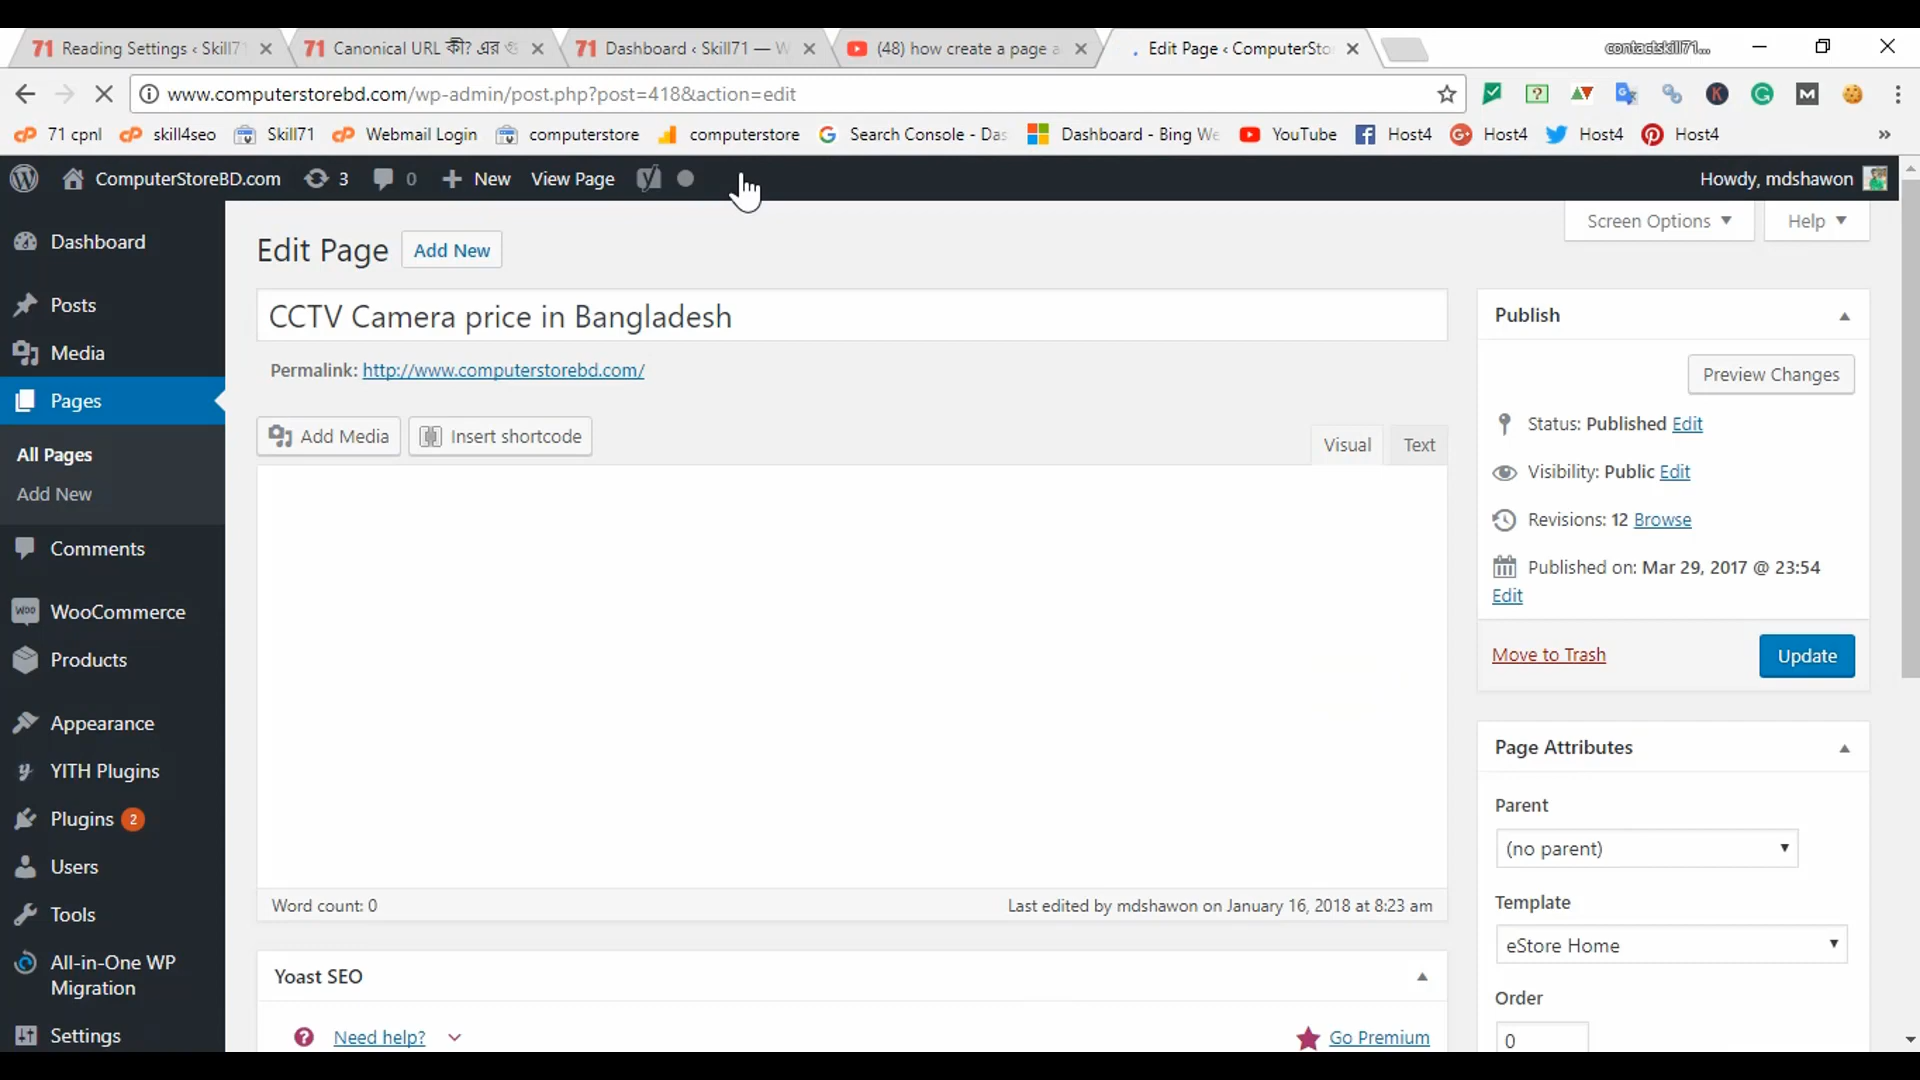 71 Reading Settings ‹ Skill7
71 Canonical URL কী? এর
71 Dashboard ‹ Skill71 — W
(48) how create a page a
Edit Page ‹ ComputerSto
contactskill71...
www.computerstorebd.com/wp-admin/post.php?post=418&action=edit
71 cpnl
skill4seo
Skill71
Webmail Login
computerstore
computerstore
Search Console - Das
Dashboard - Bing We
YouTube
Host4
Host4
Host4
Host4
»
ComputerStoreBD.com
3
0
New
View Page
Howdy, mdshawon
Screen Options
Help
Dashboard
Posts
Media
Pages
All Pages
Add New
Comments
WooCommerce
Products
Appearance
YITH Plugins
Plugins 2
Users
Tools
All-in-One WP
Migration
Settings
Edit Page
Add New
CCTV Camera price in Bangladesh
Permalink: http://www.computerstorebd.com/
Add Media
Insert shortcode
Visual
Text
Word count: 0
Last edited by mdshawon on January 16, 2018 at 8:23 am
Yoast SEO
Need help?
Go Premium
Publish
Preview Changes
Status: Published Edit
Visibility: Public Edit
Revisions: 12 Browse
Published on: Mar 29, 2017 @ 23:54
Edit
Move to Trash
Update
Page Attributes
Parent
(no parent)
Template
eStore Home
Order
0